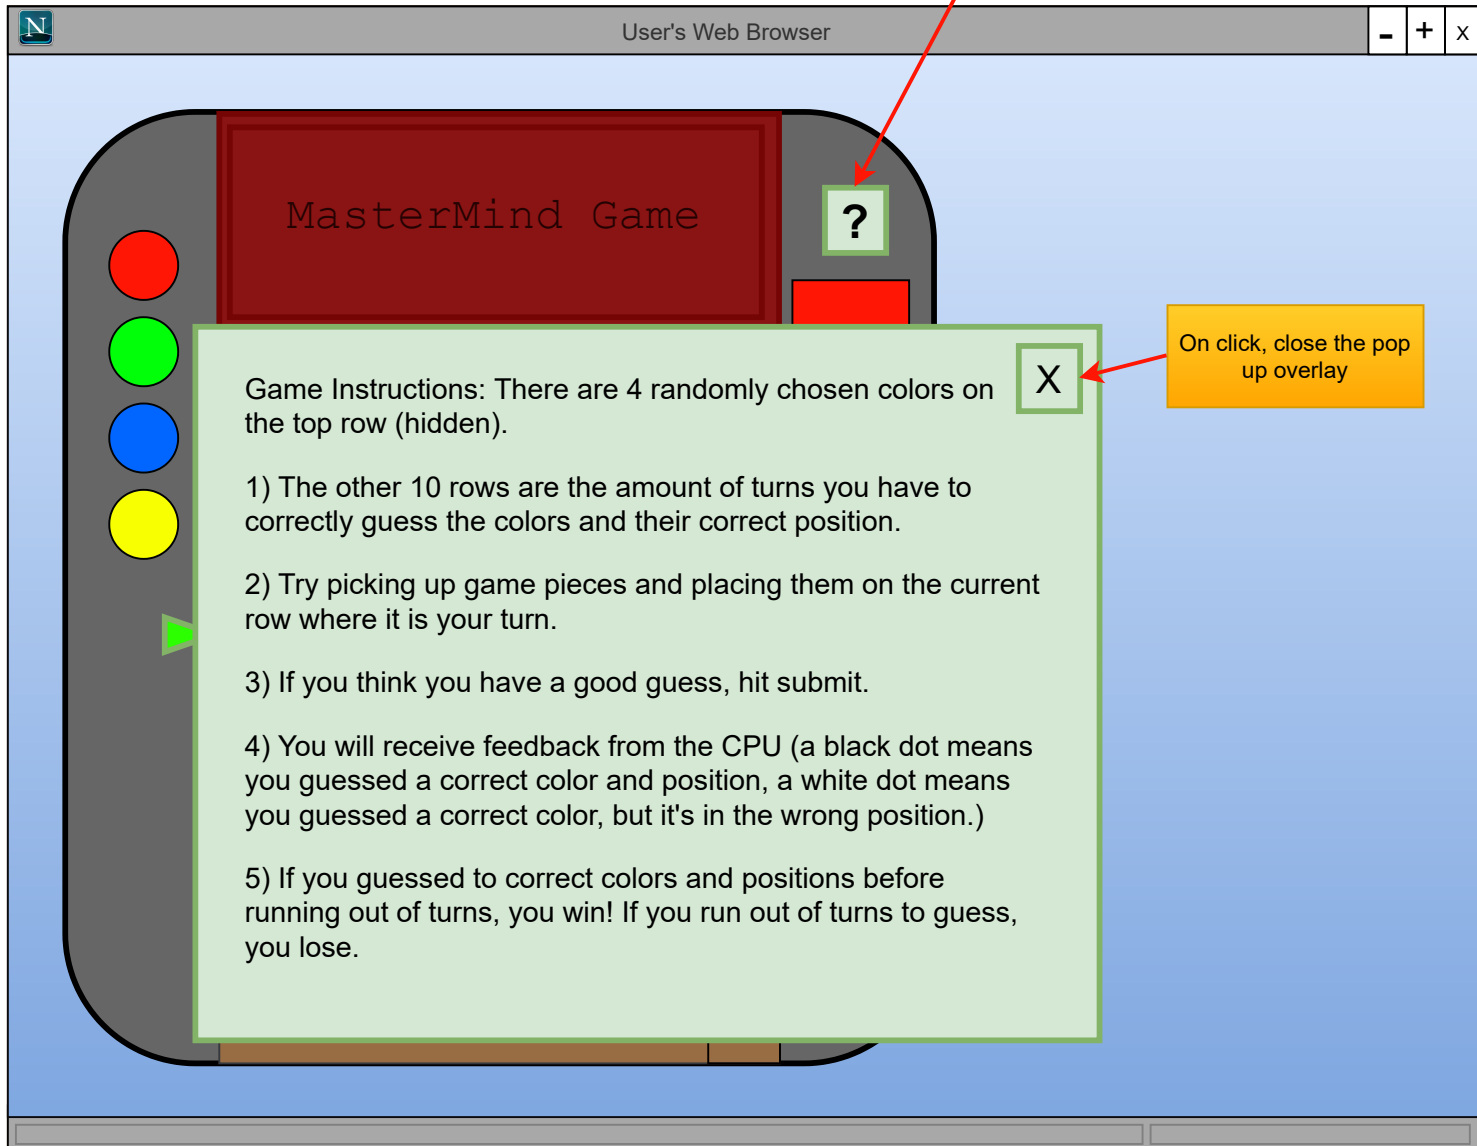 N
User's Web Browser
- + x
MasterMind Game
?
X
On click, close the pop
up overlay
Game Instructions: There are 4 randomly chosen colors on
the top row (hidden).
1) The other 10 rows are the amount of turns you have to
correctly guess the colors and their correct position.
2) Try picking up game pieces and placing them on the current
row where it is your turn.
3) If you think you have a good guess, hit submit.
4) You will receive feedback from the CPU (a black dot means
you guessed a correct color and position, a white dot means
you guessed a correct color, but it's in the wrong position.)
5) If you guessed to correct colors and positions before
running out of turns, you win! If you run out of turns to guess,
you lose.